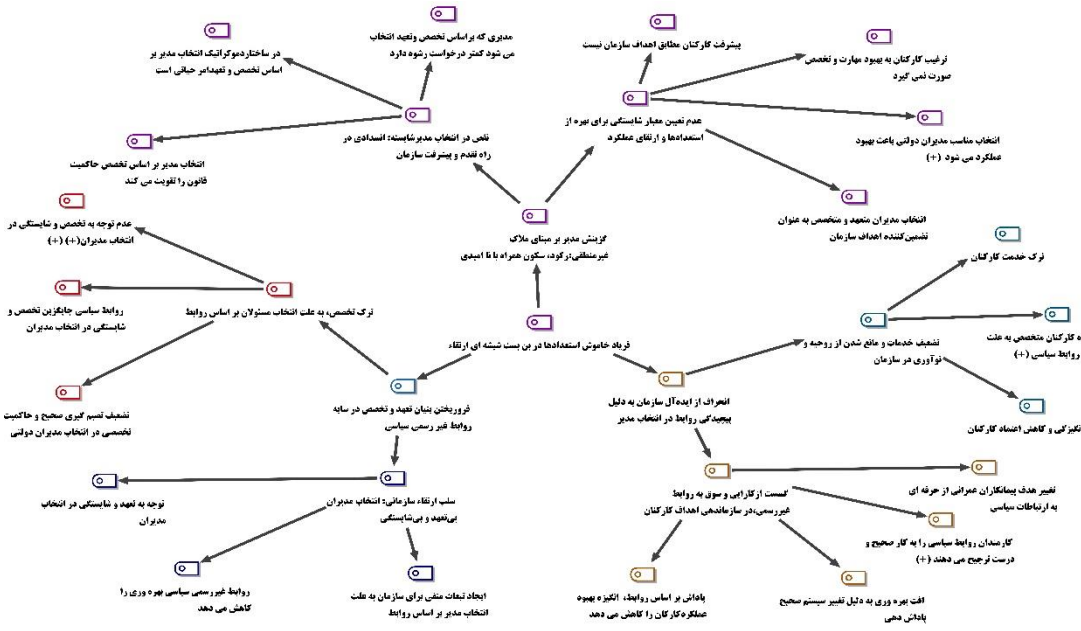 مدیری که براساس تخصص وتعهد انتخاب
می شود کمتر درخواست رشوه دارد
در ساختاردموکراتیک انتخاب مدیر بر
اساس تخصص و تعهدامر حیاتی است
پیشرفت کارکنان مطابق اهداف سازمان نیست
ترغیب کارکنان به بهبود مهارت و تخصص
صورت نمی گیرد
نقص در انتخاب مدیرشایسته: انسدادی در
راه تقدم و پیشرفت سازمان
عدم تعیین معیار شایستگی برای بهره از
استعدادها و ارتقای عملکرد
انتخاب مناسب مدیران دولتی باعث بهبود
عملکرد می شود (+)
انتخاب مدیر بر اساس تخصص حاکمیت
قانون را تقویت می کند
انتخاب مدیران متعهد و متخصص به عنوان
تضمین‌کننده اهداف سازمان
عدم توجه به تخصص و شایستگی در
انتخاب مدیران(+) (+)
گزینش مدیر بر مبنای ملاک
غیرمنطقی:رکود، سکون همراه با نا امیدی
ترک خدمت کارکنان
روابط سیاسی جایگزین تخصص و
شایستگی در انتخاب مدیران
ترک تخصص، به علت انتخاب مسئولان بر اساس روابط
فریاد خاموش استعدادها در بن بست شیشه ای ارتقاء
تضعیف خدمات و مانع شدن از روحیه و
نوآوری در سازمان
ه کارکنان متخصص به علت
روابط سیاسی (+)
تضعیف تصیم گیری صحیح و حاکمیت
تخصصی در انتخاب مدیران دولتی
فروریختن بنیان تعهد و تخصص در سایه
روابط غیر رسمی سیاسی
انحراف از ایده‌آل سازمان به دلیل
پیچیدگی روابط در انتخاب مدیر
نگیزگی و کاهش اعتماد کارکنان
توجه به تعهد و شایستگی در انتخاب
مدیران
سلب ارتقاء سازمانی: انتخاب مدیران
بی‌تعهد و بی‌شایستگی
گسست ازکارایی و سوق به روابط
غیررسمی،در سازماندهی اهداف کارکنان
تغییر هدف پیمانکاران عمرانی از حرفه ای
به ارتباطات سیاسی
کارمندان روابط سیاسی را به کار صحیح و
درست ترجیح می دهند (+)
روابط غیررسمی سیاسی بهره وری را
کاهش می دهد
ایجاد تبعات منفی برای سازمان به علت
انتخاب مدیر بر اساس روابط
پاداش بر اساس روابط، انگیزه بهبود
عملکردکارکان را کاهش می دهد
افت بهره وری به دلیل تغییر سیستم صحیح
پاداش دهی